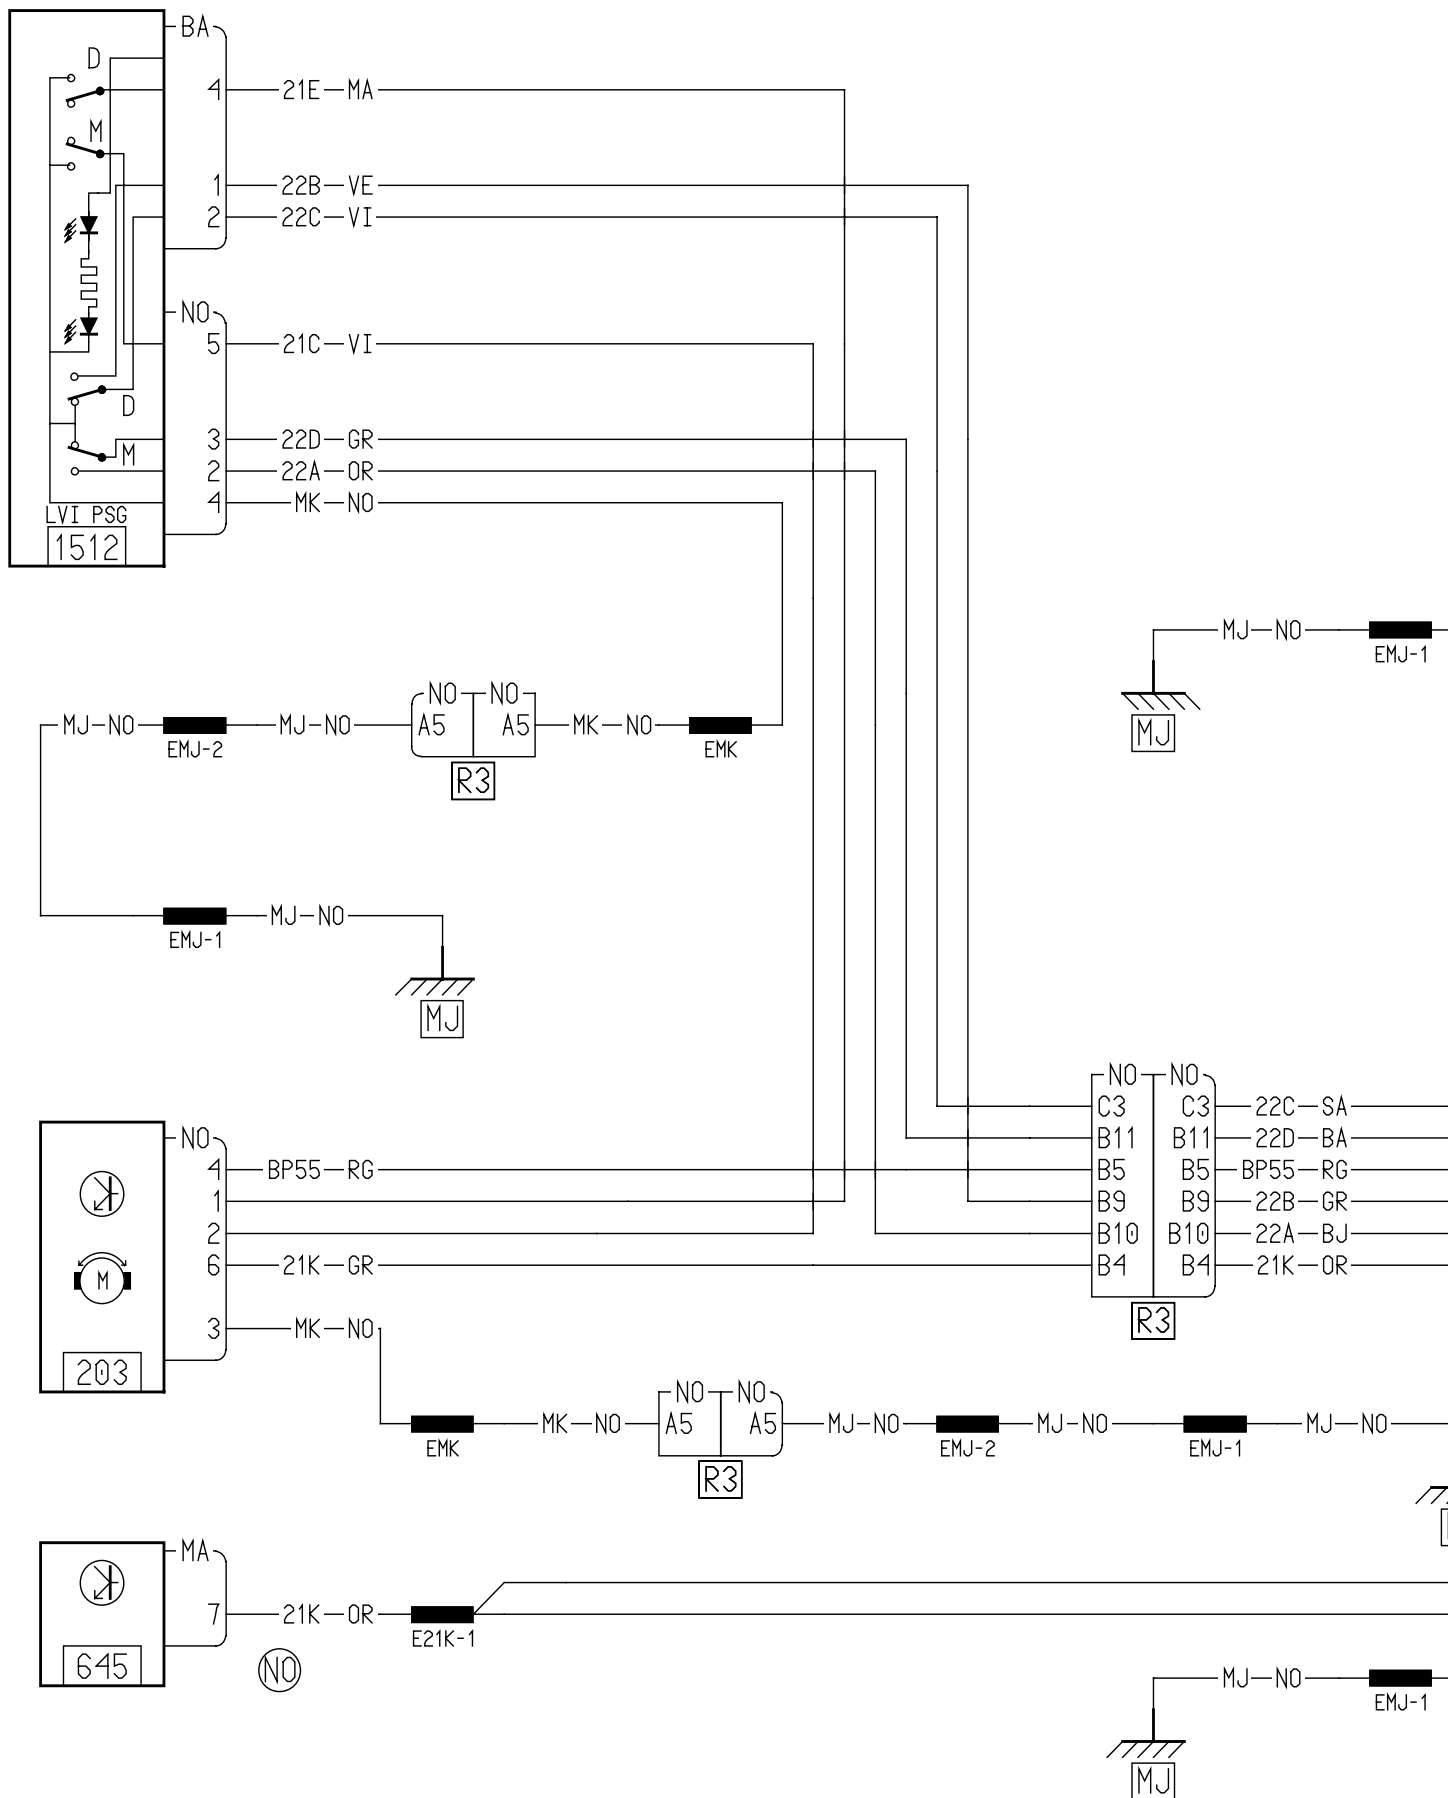 BA
D
4 21E MA
M
1 22B VE
2 22C VI
NO
5 21C VI
D
3 22D GR
M
2 22A OR
4 MK NO
LVI PSG
1512
MJ NO EMJ-1
MJ
NO NO
MJ NO MJ NO A5 A5 MK NO
EMJ-2 EMK
R3
MJ NO
EMJ-1
MJ
NO NO
C3 C3 22C SA
NO
B11 B11 22D BA
4 BP55 RG B5 B5 BP55 RG
1 B9 B9 22B GR
2 B10 B10 22A BJ
6 21K GR B4 B4 21K OR
M
R3
3 MK NO
203
NO NO
MK NO A5 A5 MJ NO MJ NO MJ NO
EMK EMJ-2 EMJ-1
R3
MA
7 21K OR
E21K-1
645
NO
MJ NO
EMJ-1
MJ